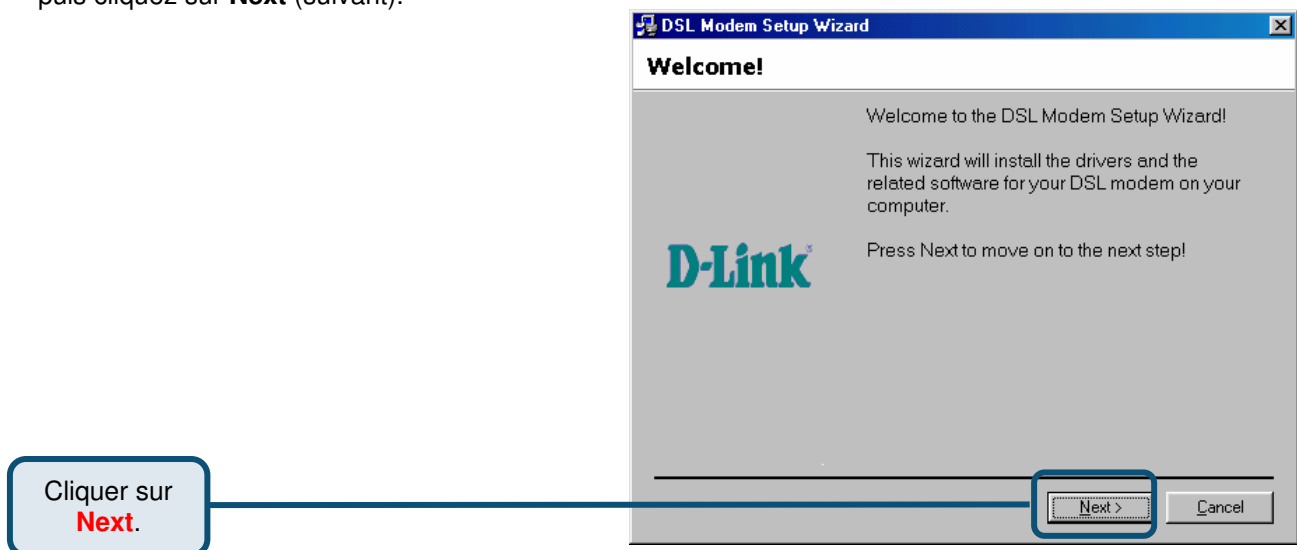 puis cliquez sur Next (suivant).
DSL Modem Setup Wizard
Welcome!
Welcome to the DSL Modem Setup Wizard!
This wizard will install the drivers and the
related software for your DSL modem on your
computer.
D-Link
Press Next to move on to the next step!
Cliquer sur
Next.
Next >
Cancel